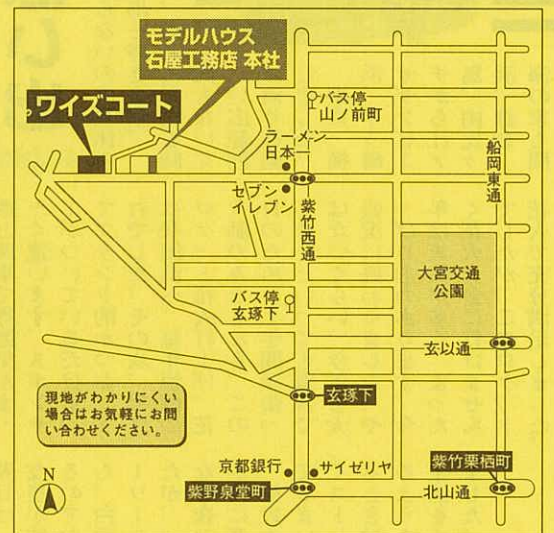 モデルハウス
石屋工務店 本社
ワイズコート
バス停
山ノ前町
ラーメン
日本一
セブン
イレブン
紫竹西通
船岡東通
大宮交通
公園
バス停
玄琢下
玄以通
玄琢下
現地がわかりにくい
場合はお気軽にお問
い合わせください。
京都銀行
サイゼリヤ
紫竹栗栖町
紫野泉堂町
北山通
N